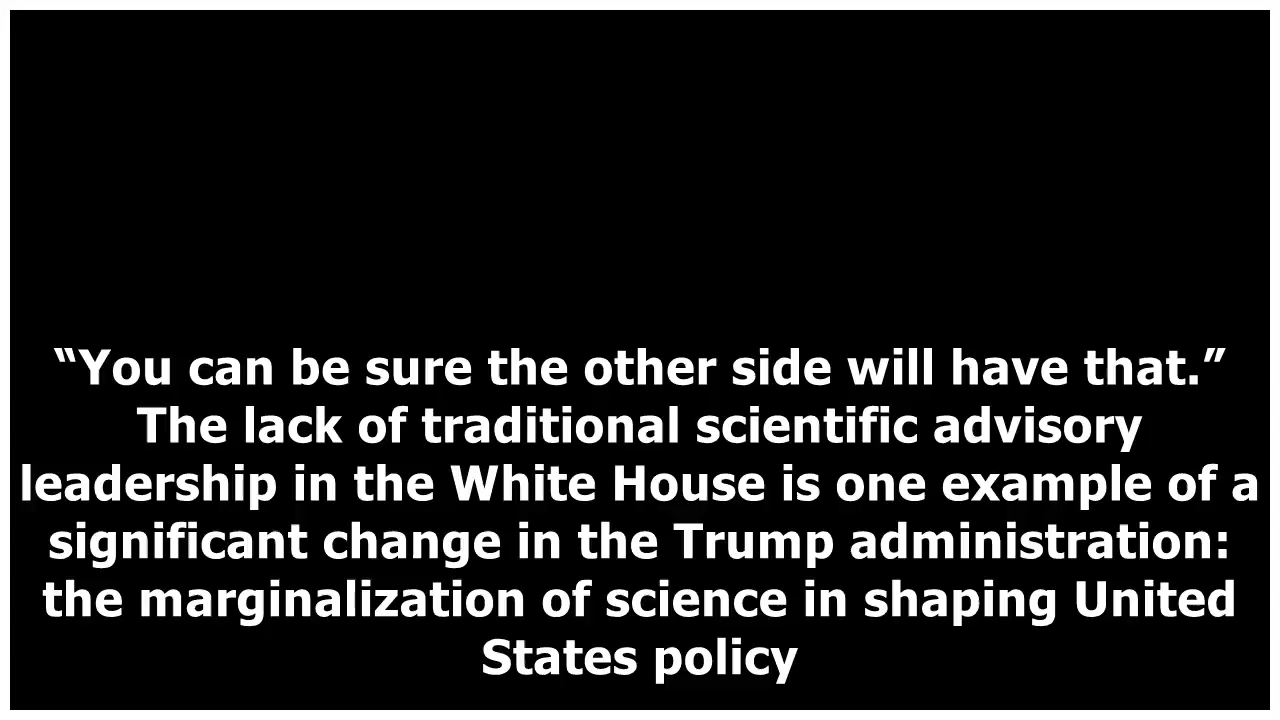 “You can be sure the other side will have that.”
The lack of traditional scientific advisory
leadership in the White House is one example of a
significant change in the Trump administration:
the marginalization of science in shaping United
States policy